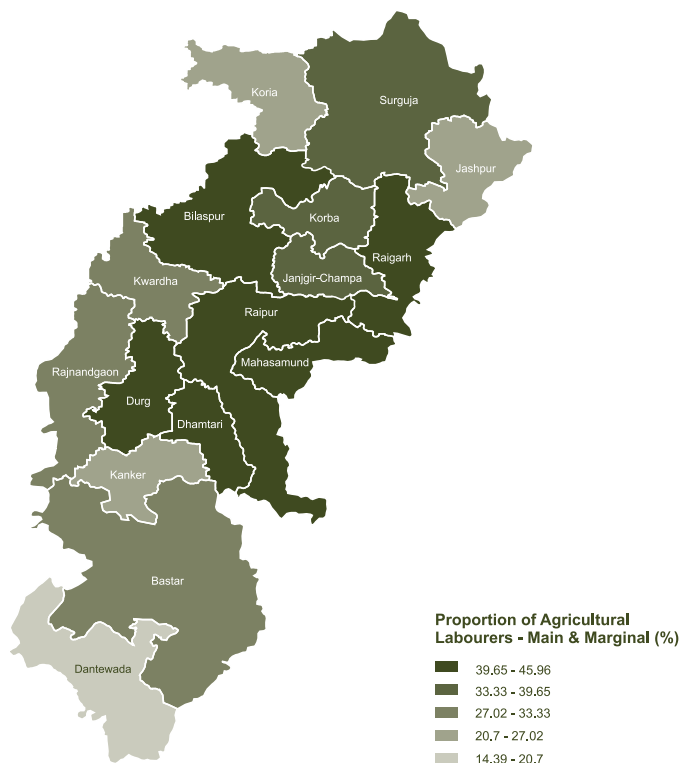 Koria
Surguja
Jashpur
Bilaspur
Korba
Raigarh
Janjgir-Champa
Kwardha
Raipur
Mahasamund
Rajnandgaon
Durg
Dhamtari
Kanker
Bastar
Dantewada
Proportion of Agricultural
Labourers - Main & Marginal (%)
39.65 - 45.96
33.33 - 39.65
27.02 - 33.33
20.7 - 27.02
14.39 - 20.7